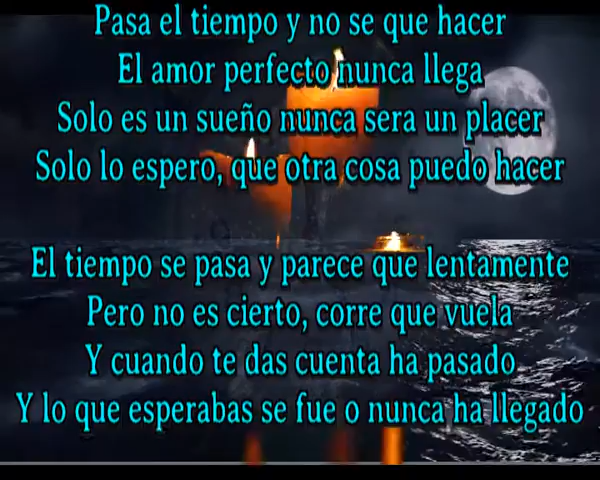 Pasa el tiempo y no se que hacer
El amor perfecto nunca llega
Solo es un sueño nunca sera un placer
Solo lo espero, que otra cosa puedo hacer
El tiempo se pasa y parece que lentamente
Pero no es cierto, corre que vuela
Y cuando te das cuenta ha pasado
Y lo que esperabas se fue o nunca ha llegado